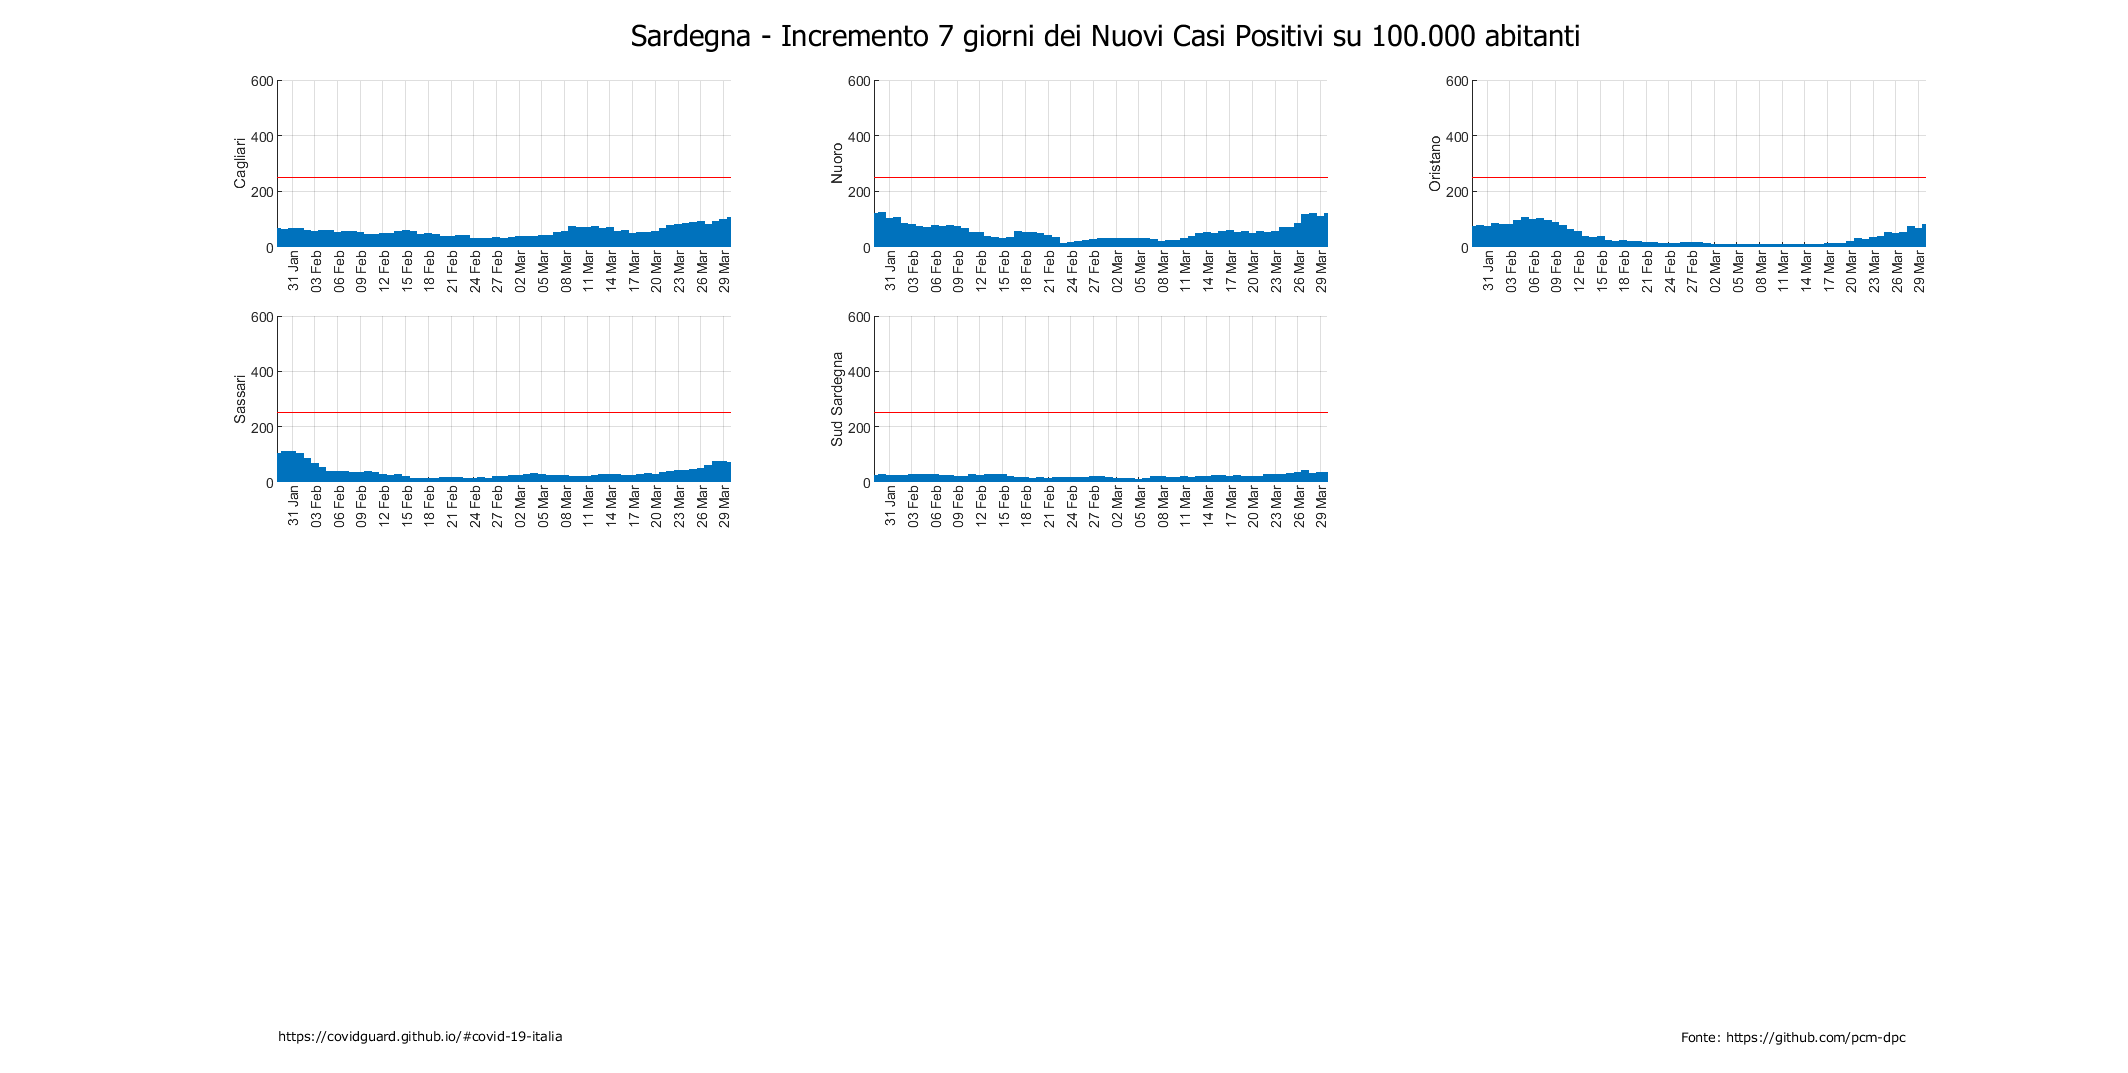 Sardegna - Incremento 7 giorni dei Nuovi Casi Positivi su 100.000 abitanti
Cagliari
600
400
200
0
31 Jan 03 Feb 06 Feb 09 Feb 12 Feb 15 Feb 18 Feb 21 Feb 24 Feb 27 Feb 02 Mar 05 Mar 08 Mar 11 Mar 14 Mar 17 Mar 20 Mar 23 Mar 26 Mar 29 Mar
Nuoro
600
400
200
0
31 Jan 03 Feb 06 Feb 09 Feb 12 Feb 15 Feb 18 Feb 21 Feb 24 Feb 27 Feb 02 Mar 05 Mar 08 Mar 11 Mar 14 Mar 17 Mar 20 Mar 23 Mar 26 Mar 29 Mar
Oristano
600
400
200
0
31 Jan 03 Feb 06 Feb 09 Feb 12 Feb 15 Feb 18 Feb 21 Feb 24 Feb 27 Feb 02 Mar 05 Mar 08 Mar 11 Mar 14 Mar 17 Mar 20 Mar 23 Mar 26 Mar 29 Mar
Sassari
600
400
200
0
31 Jan 03 Feb 06 Feb 09 Feb 12 Feb 15 Feb 18 Feb 21 Feb 24 Feb 27 Feb 02 Mar 05 Mar 08 Mar 11 Mar 14 Mar 17 Mar 20 Mar 23 Mar 26 Mar 29 Mar
Sud Sardegna
600
400
200
0
31 Jan 03 Feb 06 Feb 09 Feb 12 Feb 15 Feb 18 Feb 21 Feb 24 Feb 27 Feb 02 Mar 05 Mar 08 Mar 11 Mar 14 Mar 17 Mar 20 Mar 23 Mar 26 Mar 29 Mar
https://covidguard.github.io/#covid-19-italia
Fonte: https://github.com/pcm-dpc